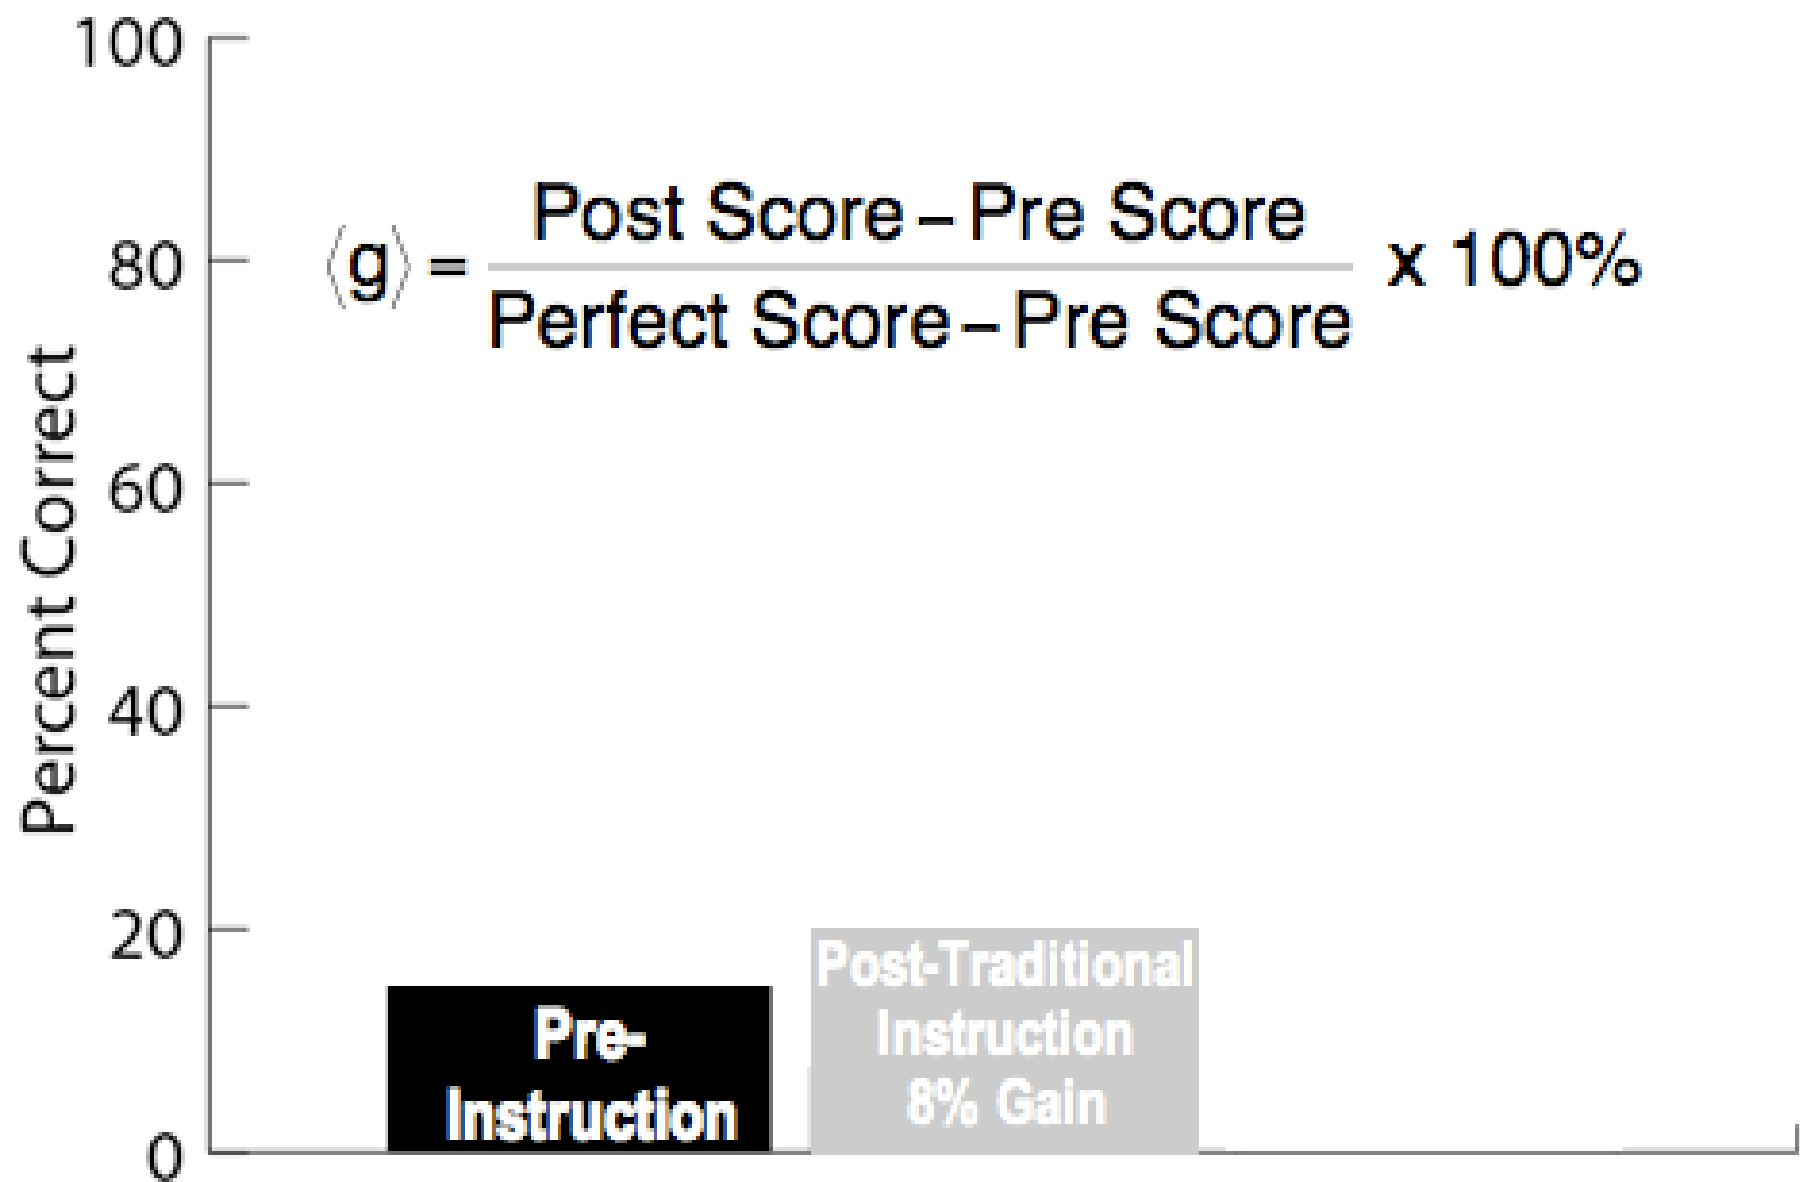 100
80
60
40
20
0
Percent Correct
⟨g⟩ = Post Score – Pre Score
Perfect Score – Pre Score
x 100%
Pre-
Instruction
Post-Traditional
Instruction
8% Gain